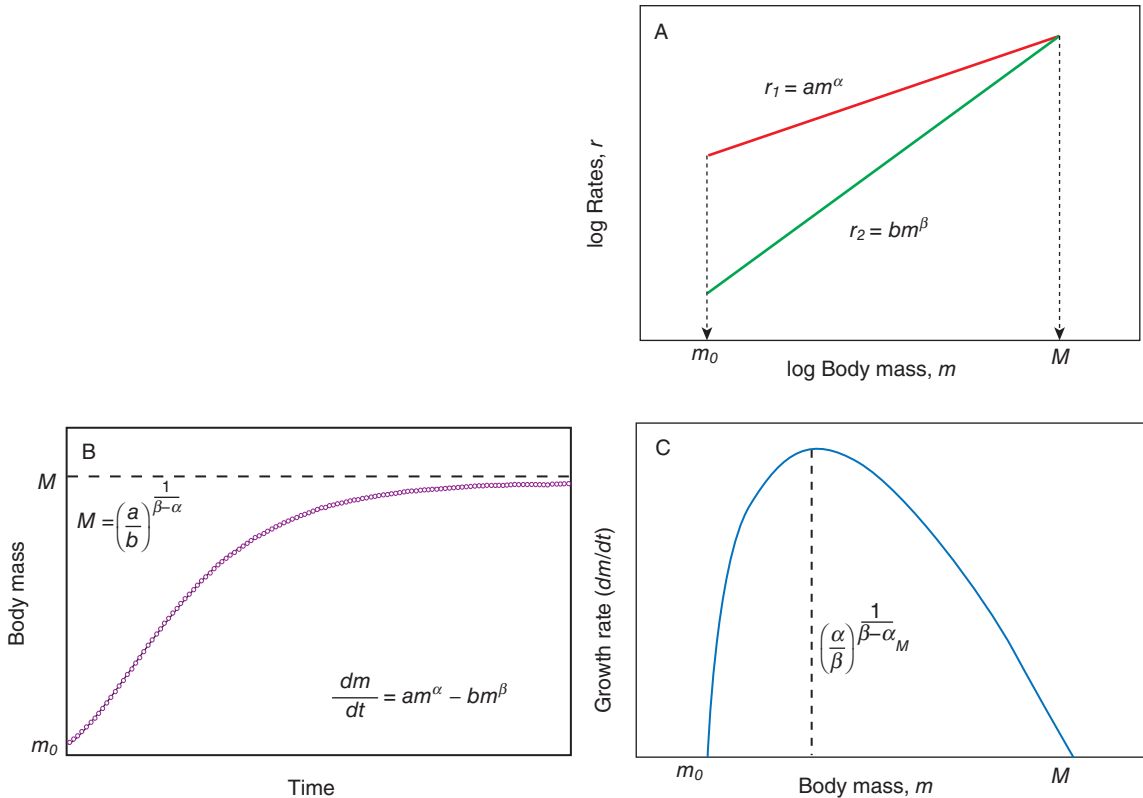 A
r₁ = amᵅ
r₂ = bmᵝ
log Rates, r
m₀
M
log Body mass, m
B
M
M = (a/b)^(1/(β–α))
dm/dt = amᵅ – bmᵝ
m₀
Body mass
Time
C
(α/β)^(1/(β–α)) M
Growth rate (dm/dt)
m₀
M
Body mass, m